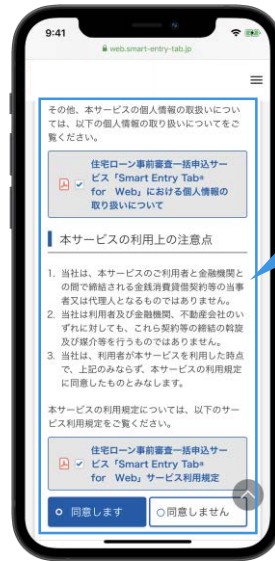 9:41
web.smart-entry-tab.jp
その他、本サービスの個人情報の取扱いについ
ては、以下の個人情報の取り扱いについてをご
覧ください。
住宅ローン事前審査一括申込サー
ビス「Smart Entry Tab®
for Web」における個人情報の
取り扱いについて
本サービスの利用上の注意点
1. 当社は、本サービスのご利用者と金融機関と
の間で締結される金銭消費貸借契約等の当事
者又は代理人となるものではありません。
2. 当社は利用者及び金融機関、不動産会社のい
ずれに対しても、これら契約等の締結の斡旋
及び媒介等を行うものではありません。
3. 当社は、利用者が本サービスを利用した時点
で、上記のみならず、本サービスの利用規定
に同意したものとみなします。
本サービスの利用規定については、以下のサー
ビス利用規定をご覧ください。
住宅ローン事前審査一括申込サー
ビス「Smart Entry Tab®
for Web」サービス利用規定
同意します 同意しません